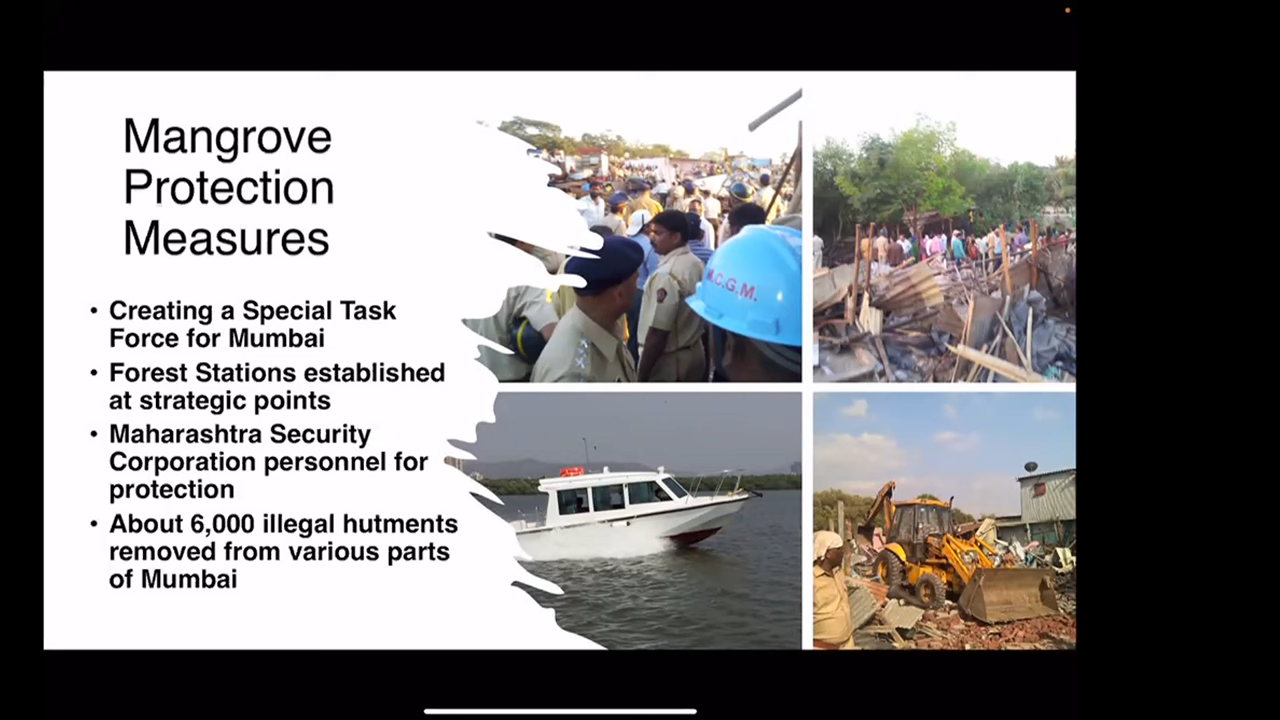 Mangrove
Protection
Measures
• Creating a Special Task
Force for Mumbai
• Forest Stations established
at strategic points
• Maharashtra Security
Corporation personnel for
protection
• About 6,000 illegal hutments
removed from various parts
of Mumbai
M.C.G.M.